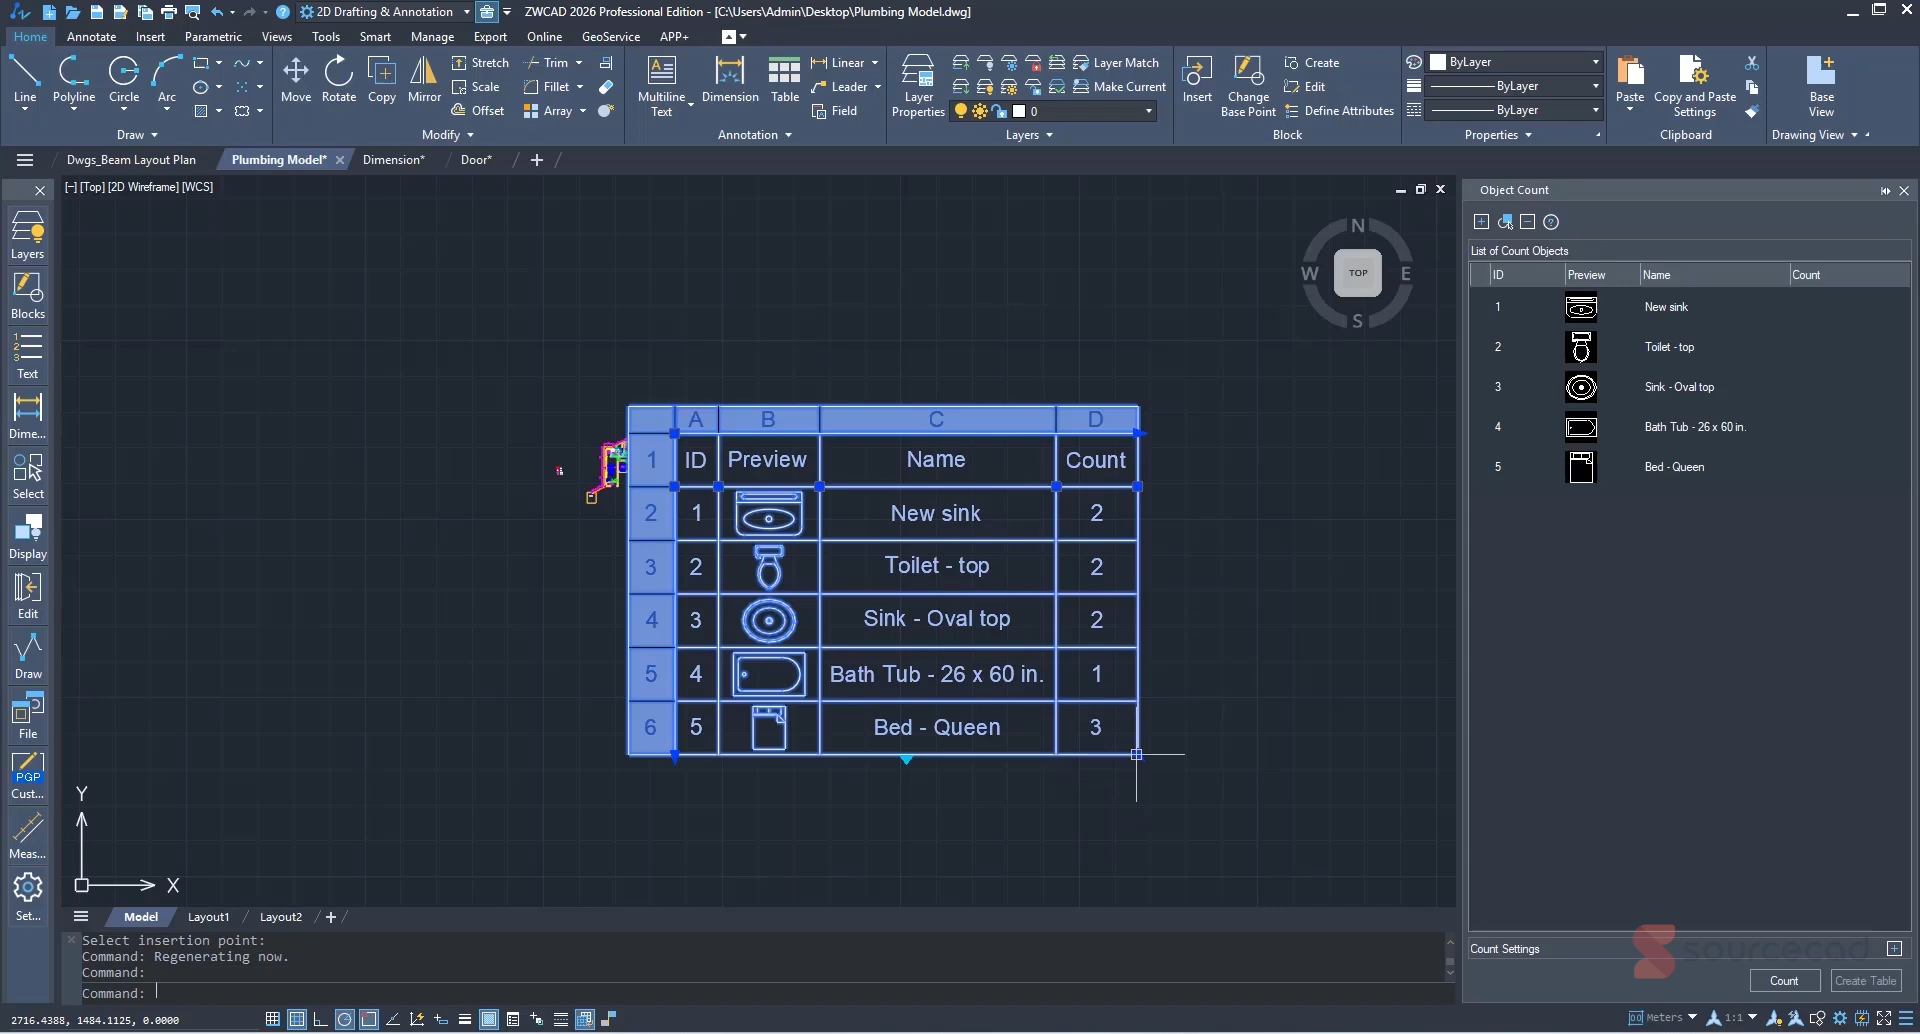 2D Drafting & Annotation
ZWCAD 2026 Professional Edition - [C:\Users\Admin\Desktop\Plumbing Model.dwg]
Home Annotate Insert Parametric Views Tools Smart Manage Export Online GeoService APP+
Line Polyline Circle Arc
Draw
Move Rotate Copy Mirror
Stretch Trim
Scale Fillet
Offset Array
Modify
Multiline Text Dimension Table
Linear
Leader
Field
Annotation
Layer Properties
Layer Match
Make Current
0
Layers
Insert Change Base Point
Create
Edit
Define Attributes
Block
ByLayer
ByLayer
ByLayer
Properties
Paste Copy and Paste Settings
Clipboard
Base View
Drawing View
Dwgs_Beam Layout Plan Plumbing Model* Dimension* Door*
[−] [Top] [2D Wireframe] [WCS]
Layers
Blocks
Text
Dime...
Select
Display
Edit
Draw
File
PGP
Cust...
Meas...
Set...
N
W TOP E
S
A B C D
1 ID Preview Name Count
2 1 New sink 2
3 2 Toilet - top 2
4 3 Sink - Oval top 2
5 4 Bath Tub - 26 x 60 in. 1
6 5 Bed - Queen 3
Y
X
Object Count
List of Count Objects
ID Preview Name Count
1 New sink
2 Toilet - top
3 Sink - Oval top
4 Bath Tub - 26 x 60 in.
5 Bed - Queen
Count Settings
sourcecad
Count Create Table
Model Layout1 Layout2
Select insertion point:
Command: Regenerating now.
Command:
Command:
2716.4388, 1484.1125, 0.0000
Meters 1:1